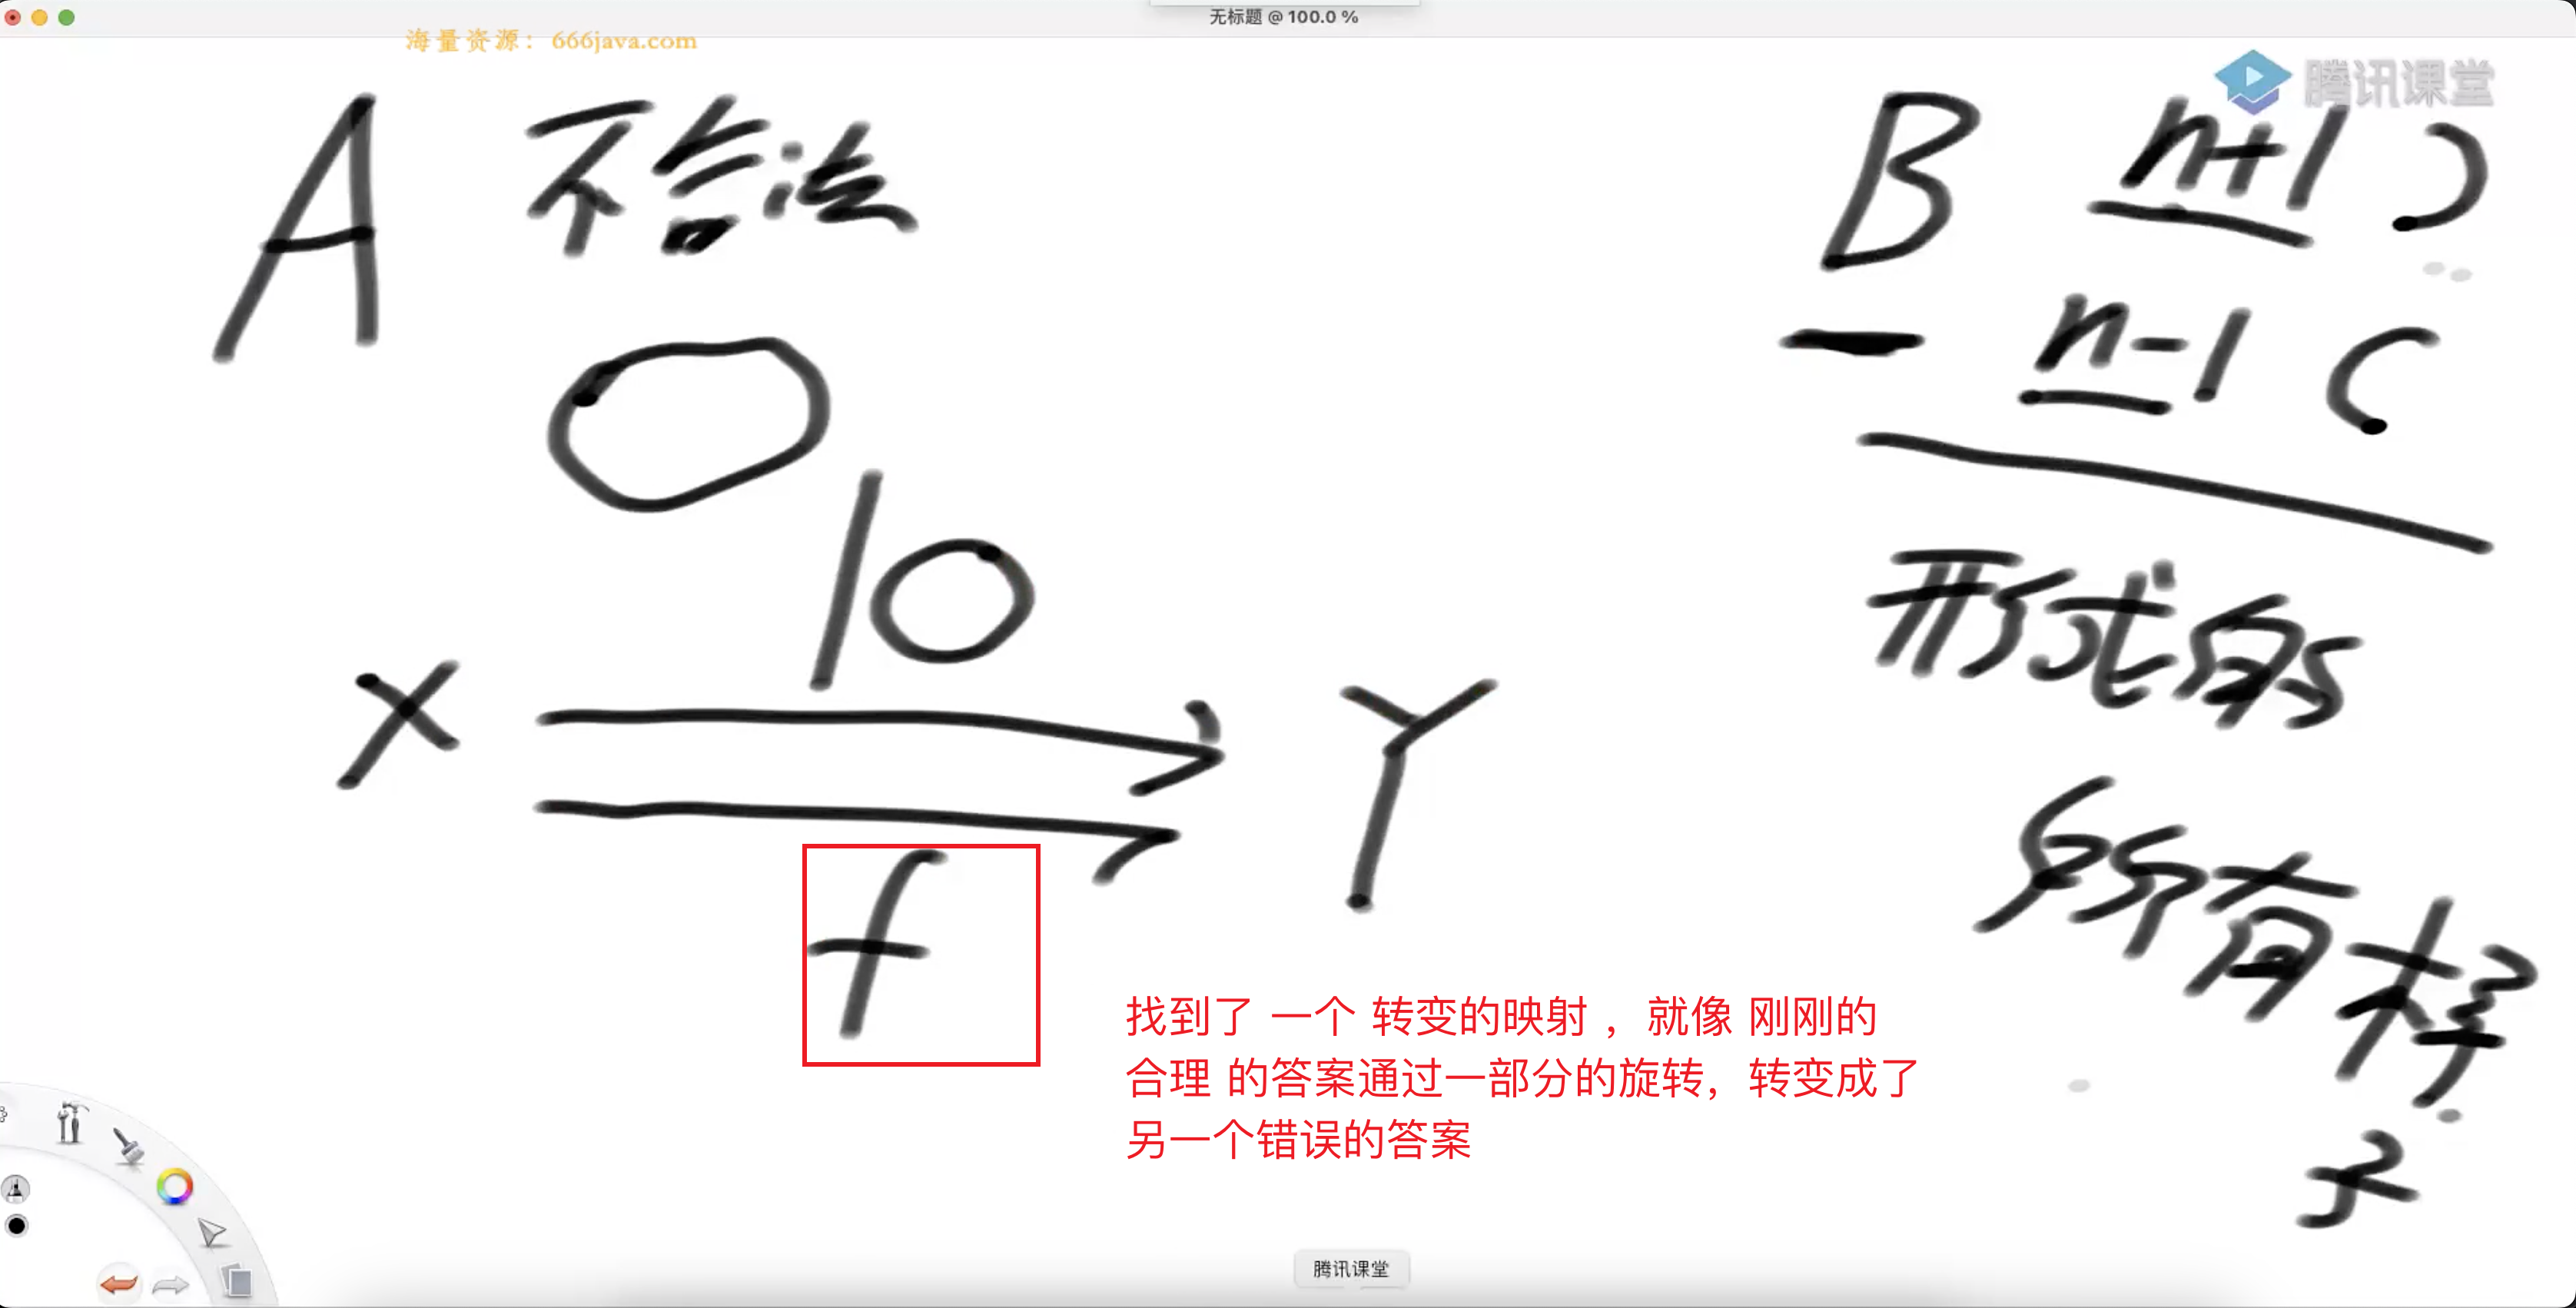 无标题 @ 100.0 %
海量资源：666java.com
腾讯课堂
A 不合法
B n+1 )
- n-1 (
形式的
所有样
子
10
X Y
f
找到了 一个 转变的映射 ，就像 刚刚的
合理 的答案通过一部分的旋转，转变成了
另一个错误的答案
腾讯课堂